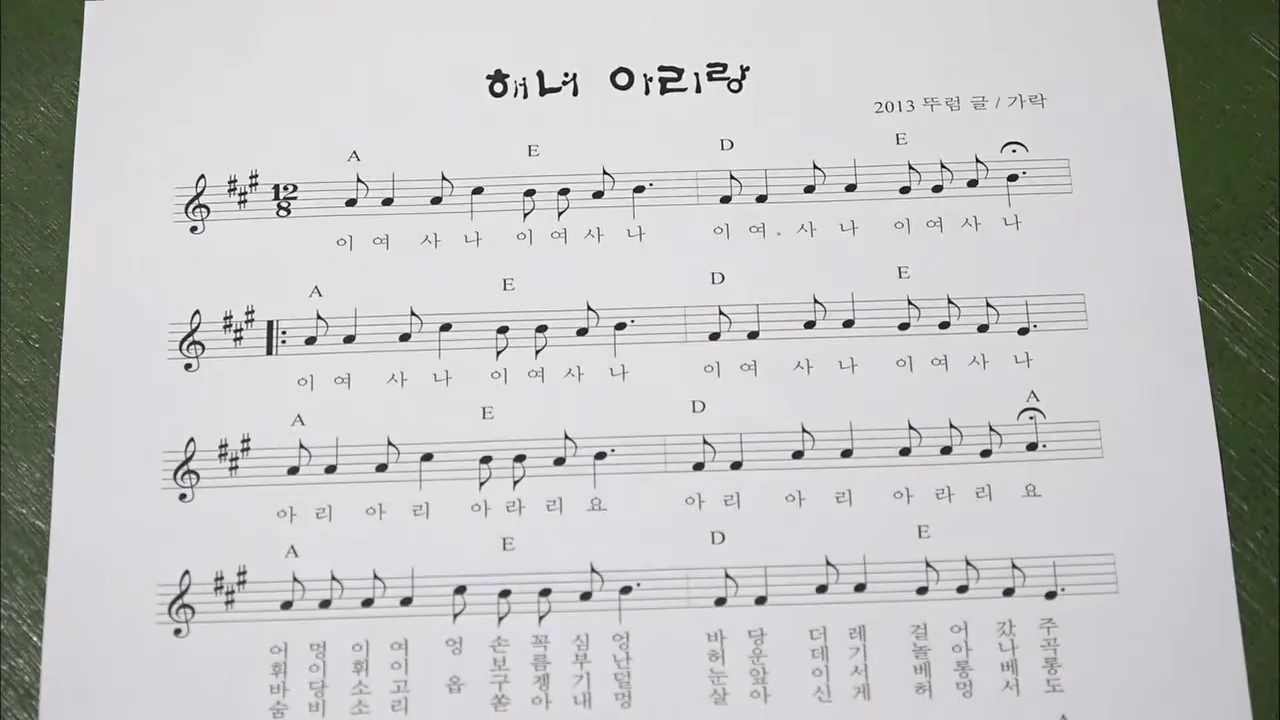 해녀 아리랑
2013 뚜럼 글 / 가락
A E D E
12
8
이 여 사 나 이 여 사 나 이 여 사 나 이 여 사 나
A E D E
이 여 사 나 이 여 사 나 이 여 사 나 이 여 사 나
A E D A
아 리 아 리 아 라 리 요 아 리 아 리 아 라 리 요
A E D E
어 멍 이 여 엉 손 꼭 심 엉 바 당 더 레 걸 어 갔 주
휘 이 휘 이 보 름 부 난 허 운 데 기 놀 아 나 곡
바 당 소 고 옵 구 젱 기 덜 눈 앞 이 서 베 롱 베 롱
숨 비 소 리 쏟 아 내 멍 살 아 신 게 허 멍 서 도